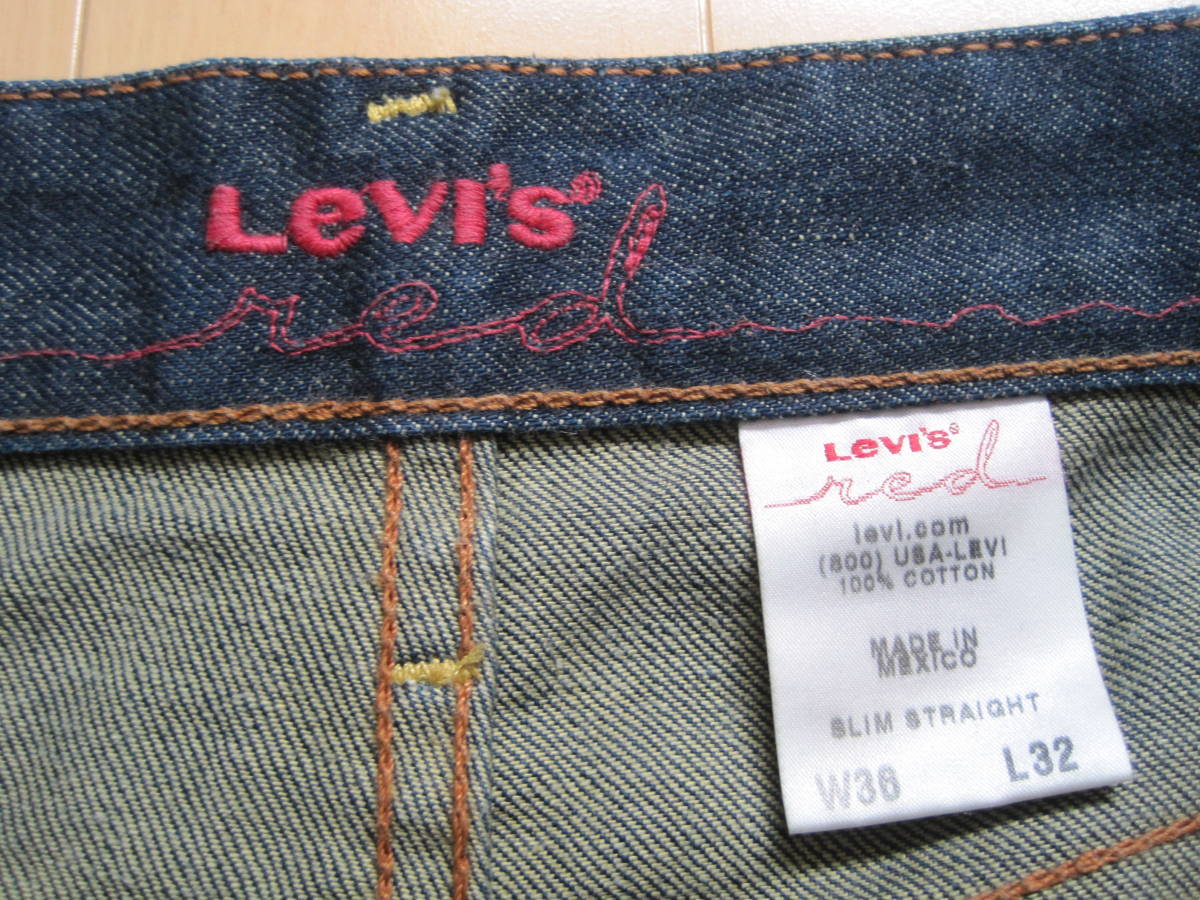 Levi's®
red
Levi's®
red
levi.com
(800) USA-LEVI
100% COTTON
MADE IN
MEXICO
SLIM STRAIGHT
W36 L32